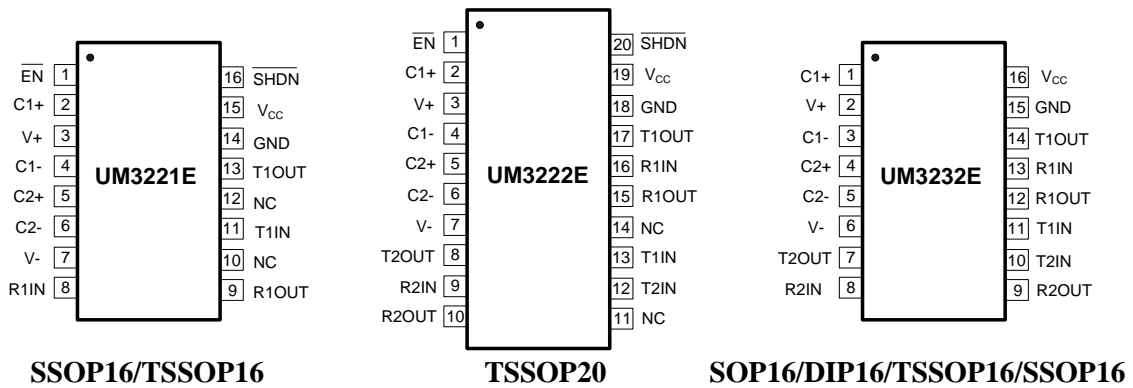 UM3221E
E̅N̅ 1
C1+ 2
V+ 3
C1- 4
C2+ 5
C2- 6
V- 7
R1IN 8
16 S̅H̅D̅N̅
15 VCC
14 GND
13 T1OUT
12 NC
11 T1IN
10 NC
9 R1OUT
SSOP16/TSSOP16
UM3222E
E̅N̅ 1
C1+ 2
V+ 3
C1- 4
C2+ 5
C2- 6
V- 7
T2OUT 8
R2IN 9
R2OUT 10
20 S̅H̅D̅N̅
19 VCC
18 GND
17 T1OUT
16 R1IN
15 R1OUT
14 NC
13 T1IN
12 T2IN
11 NC
TSSOP20
UM3232E
C1+ 1
V+ 2
C1- 3
C2+ 4
C2- 5
V- 6
T2OUT 7
R2IN 8
16 VCC
15 GND
14 T1OUT
13 R1IN
12 R1OUT
11 T1IN
10 T2IN
9 R2OUT
SOP16/DIP16/TSSOP16/SSOP16